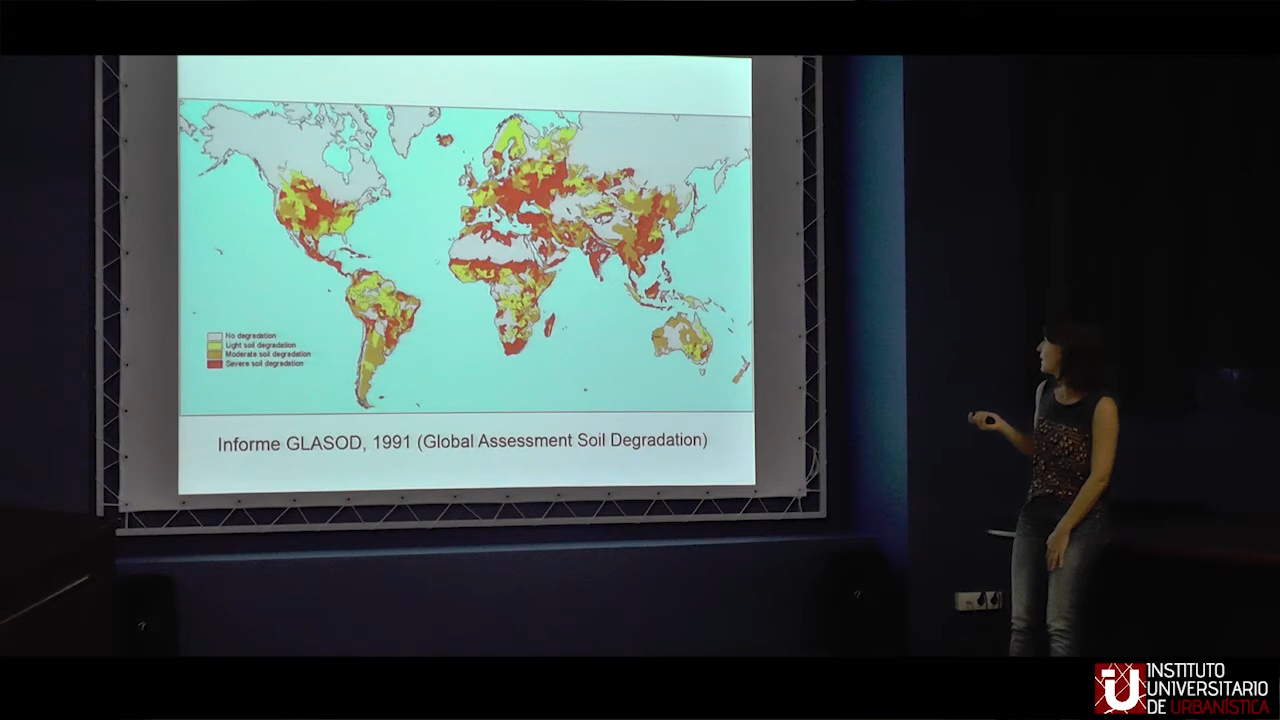 No degradation
Light soil degradation
Moderate soil degradation
Severe soil degradation
Informe GLASOD, 1991 (Global Assessment Soil Degradation)
INSTITUTO
UNIVERSITARIO
DE URBANÍSTICA